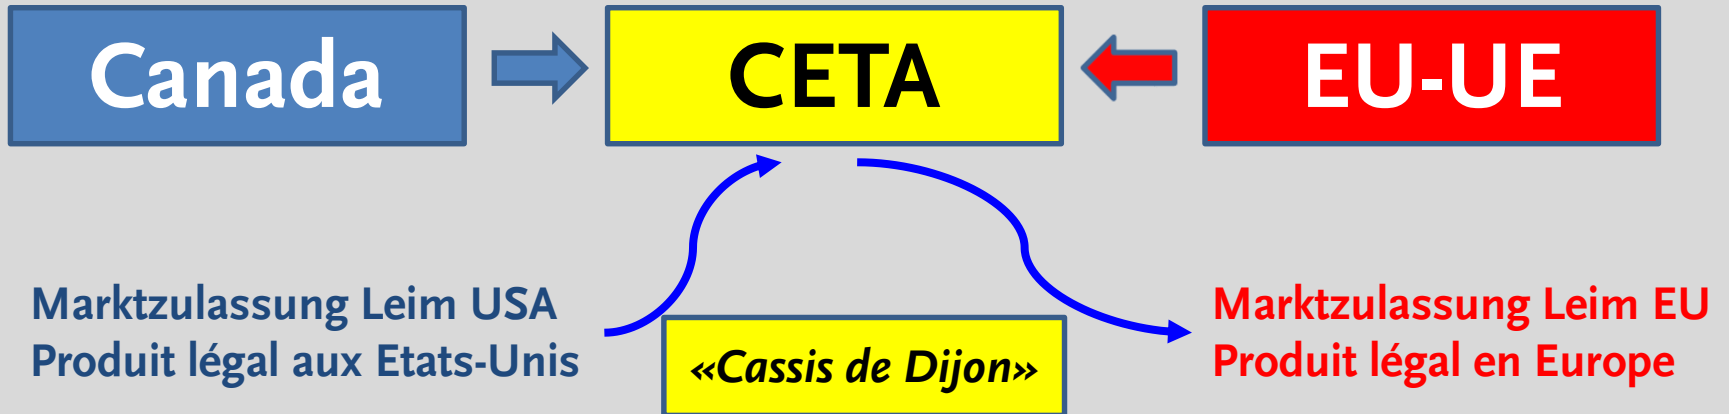 Canada
CETA
EU-UE
Marktzulassung Leim USA
Produit légal aux Etats-Unis
«Cassis de Dijon»
Marktzulassung Leim EU
Produit légal en Europe